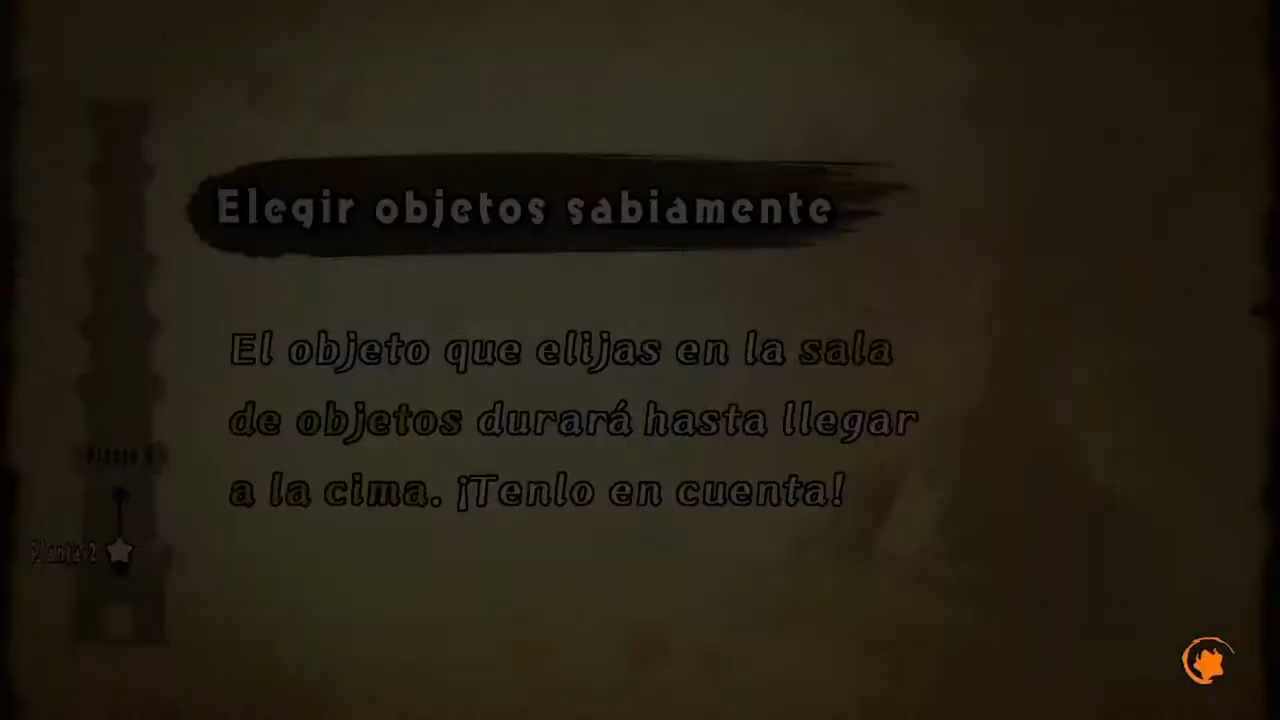 Elegir objetos sabiamente
El objeto que elijas en la sala
de objetos durará hasta llegar
a la cima. ¡Tenlo en cuenta!
Planta 2